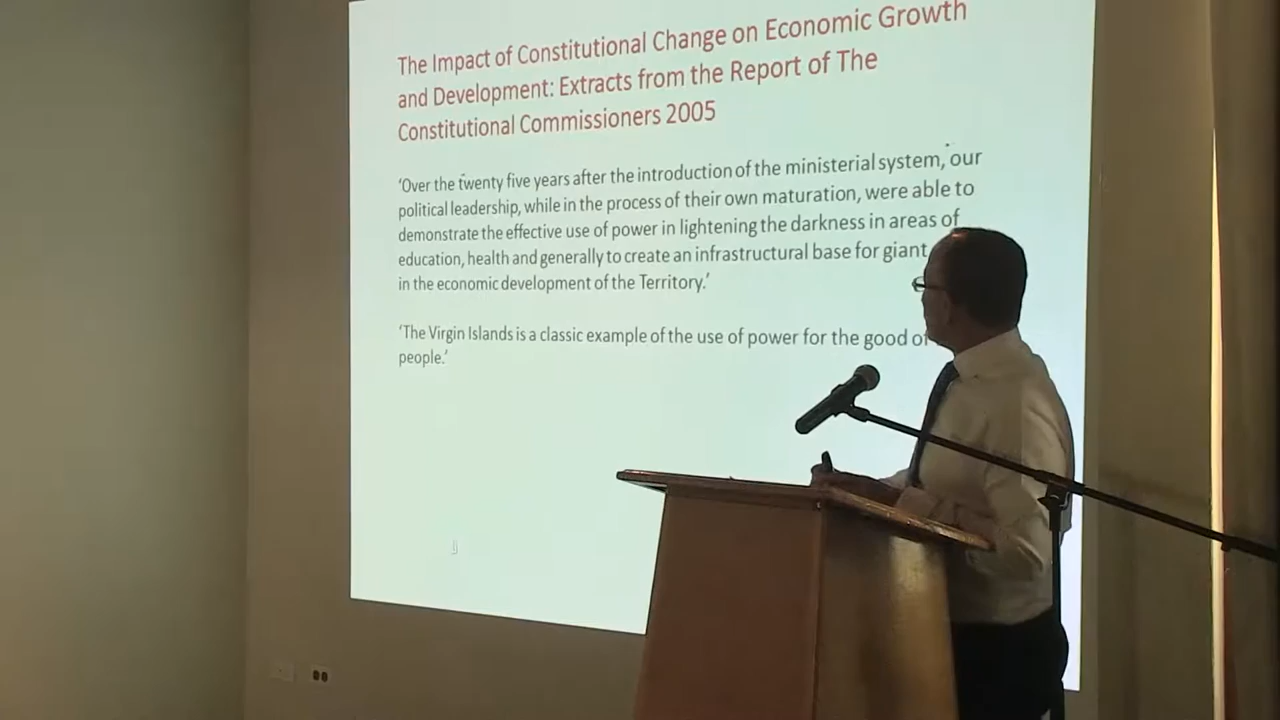 The Impact of Constitutional Change on Economic Growth
and Development: Extracts from the Report of The
Constitutional Commissioners 2005
‘Over the twenty five years after the introduction of the ministerial system, our
political leadership, while in the process of their own maturation, were able to
demonstrate the effective use of power in lightening the darkness in areas of
education, health and generally to create an infrastructural base for giant
in the economic development of the Territory.’
‘The Virgin Islands is a classic example of the use of power for the good of
people.’